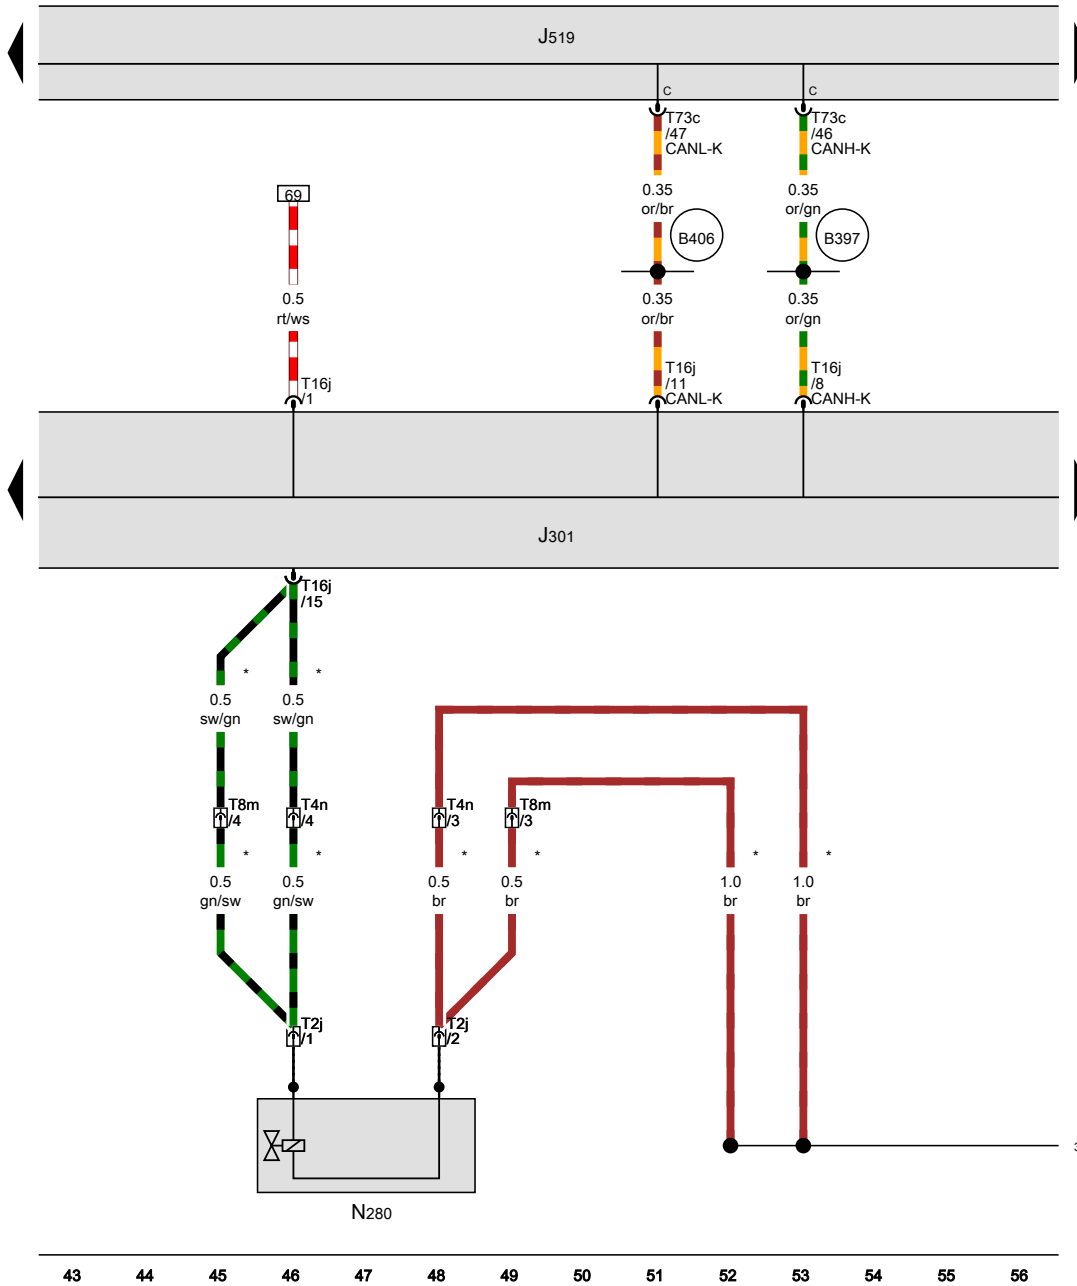 J519
c
c
T73c
/47
CANL-K
T73c
/46
CANH-K
69
0.35
or/br
0.35
or/gn
B406
B397
0.5
rt/ws
0.35
or/br
0.35
or/gn
T16j
/1
T16j
/11
CANL-K
T16j
/8
CANH-K
J301
T16j
/15
*
*
0.5
sw/gn
0.5
sw/gn
T8m
/4
T4n
/4
T4n
/3
T8m
/3
*
*
*
*
*
*
0.5
gn/sw
0.5
gn/sw
0.5
br
0.5
br
1.0
br
1.0
br
T2j
/1
T2j
/2
N280
43 44 45 46 47 48 49 50 51 52 53 54 55 56